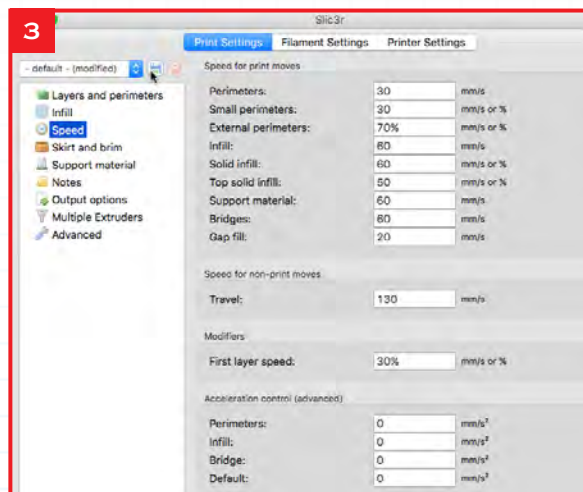 3
Slic3r
Print Settings Filament Settings Printer Settings
- default - (modified)
Layers and perimeters
Infill
Speed
Skirt and brim
Support material
Notes
Output options
Multiple Extruders
Advanced
Speed for print moves
Perimeters: 30 mm/s
Small perimeters: 30 mm/s or %
External perimeters: 70% mm/s or %
Infill: 60 mm/s
Solid infill: 60 mm/s or %
Top solid infill: 50 mm/s or %
Support material: 60 mm/s
Bridges: 60 mm/s
Gap fill: 20 mm/s
Speed for non-print moves
Travel: 130 mm/s
Modifiers
First layer speed: 30% mm/s or %
Acceleration control (advanced)
Perimeters: 0 mm/s²
Infill: 0 mm/s²
Bridge: 0 mm/s²
Default: 0 mm/s²